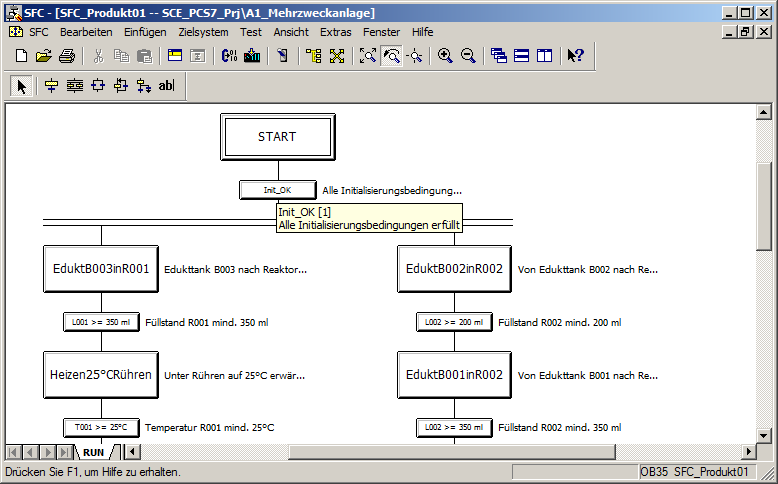 SFC - [SFC_Produkt01 -- SCE_PCS7_Prj\A1_Mehrzweckanlage]
SFC Bearbeiten Einfügen Zielsystem Test Ansicht Extras Fenster Hilfe
abl
START
Init_OK Alle Initialisierungsbedingung...
Init_OK [1]
Alle Initialisierungsbedingungen erfüllt
EduktB003inR001 Edukttank B003 nach Reaktor... EduktB002inR002 Von Edukttank B002 nach Re...
L001 >= 350 ml Füllstand R001 mind. 350 ml L002 >= 200 ml Füllstand R002 mind. 200 ml
Heizen25°CRühren Unter Rühren auf 25°C erwär... EduktB001inR002 Von Edukttank B001 nach Re...
T001 >= 25°C Temperatur R001 mind. 25°C L002 >= 350 ml Füllstand R002 mind. 350 ml
RUN
Drücken Sie F1, um Hilfe zu erhalten. OB35 SFC_Produkt01